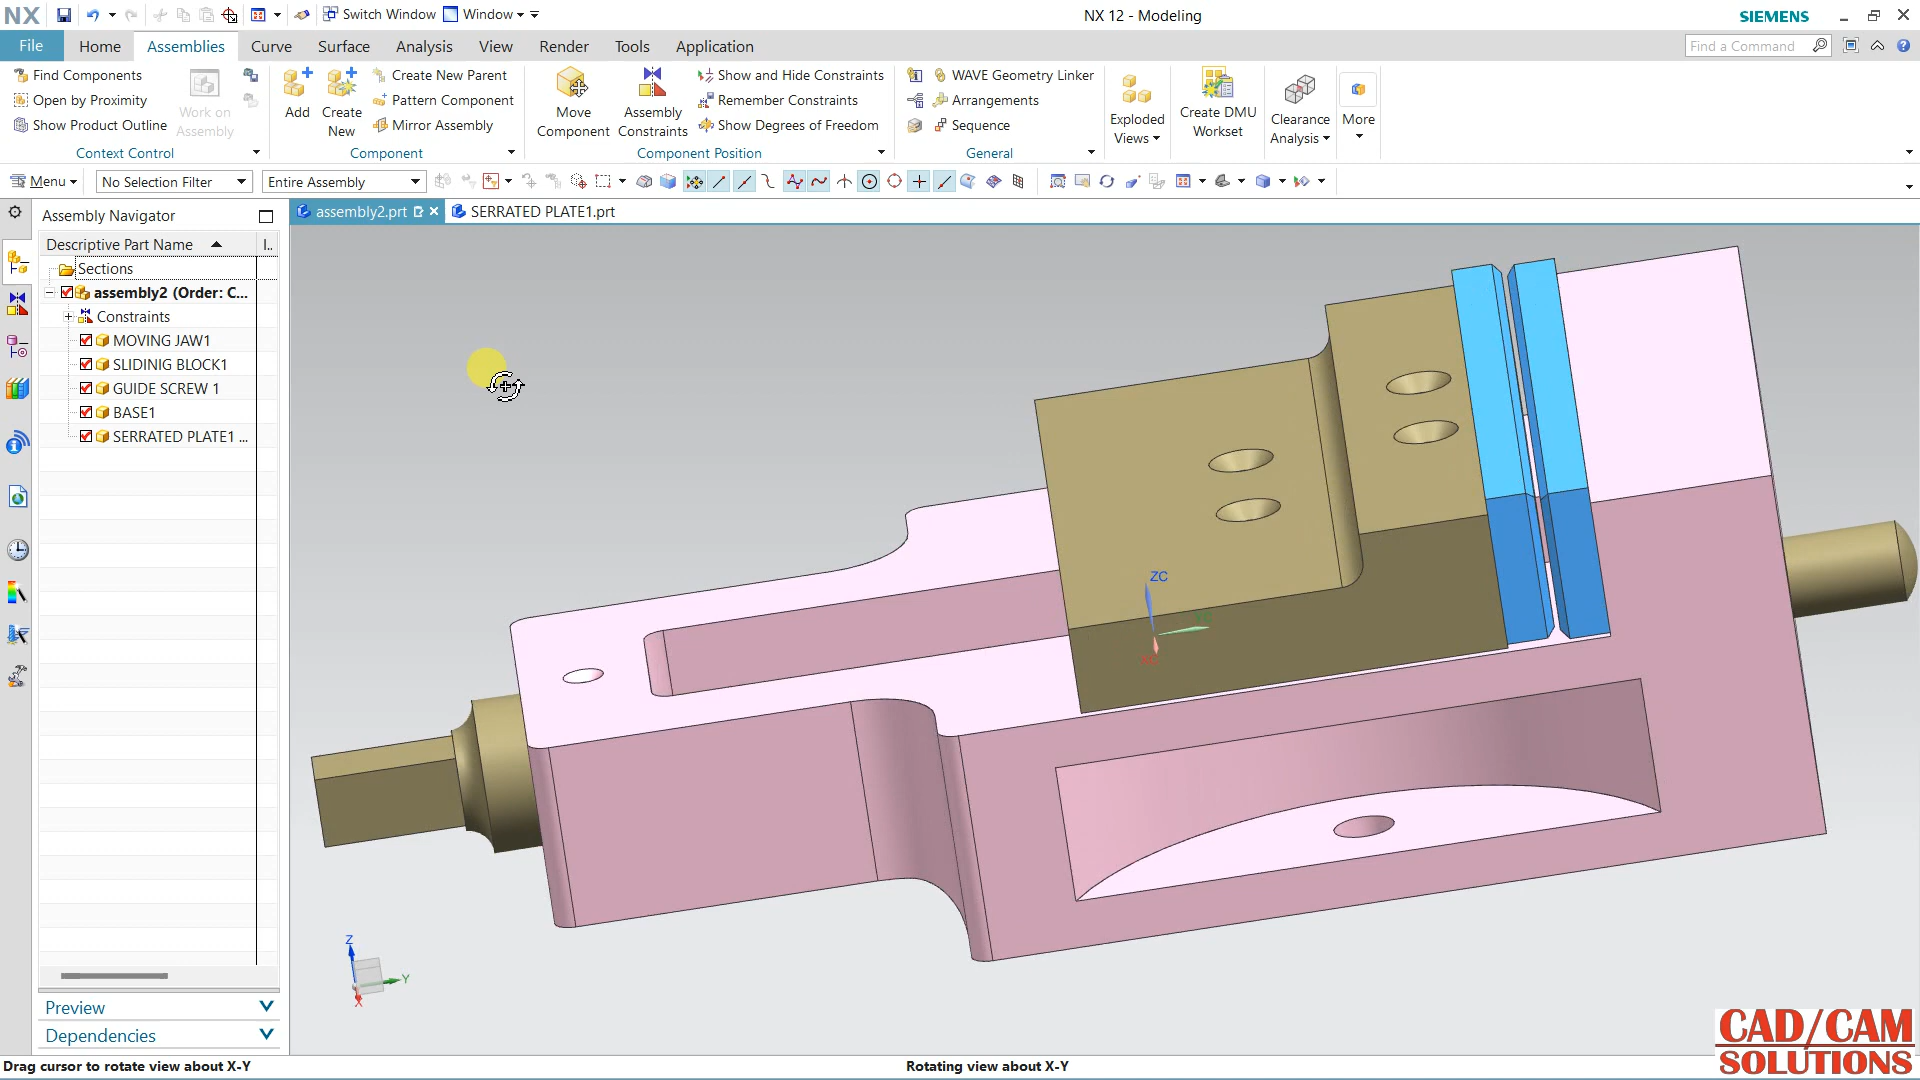 NX
Switch Window
Window
NX 12 - Modeling
SIEMENS
File
Home
Assemblies
Curve
Surface
Analysis
View
Render
Tools
Application
Find a Command
Find Components
Open by Proximity
Show Product Outline
Work on
Assembly
Context Control
Add
Create
New
Create New Parent
Pattern Component
Mirror Assembly
Component
Move
Component
Assembly
Constraints
Show and Hide Constraints
Remember Constraints
Show Degrees of Freedom
Component Position
WAVE Geometry Linker
Arrangements
Sequence
General
Exploded
Views
Create DMU
Workset
Clearance
Analysis
More
Menu
No Selection Filter
Entire Assembly
Assembly Navigator
assembly2.prt
SERRATED PLATE1.prt
Descriptive Part Name
I..
Sections
assembly2 (Order: C...
Constraints
MOVING JAW1
SLIDINIG BLOCK1
GUIDE SCREW 1
BASE1
SERRATED PLATE1 ...
ZC
Z
Y
X
Preview
Dependencies
CAD/CAM
SOLUTIONS
Drag cursor to rotate view about X-Y
Rotating view about X-Y